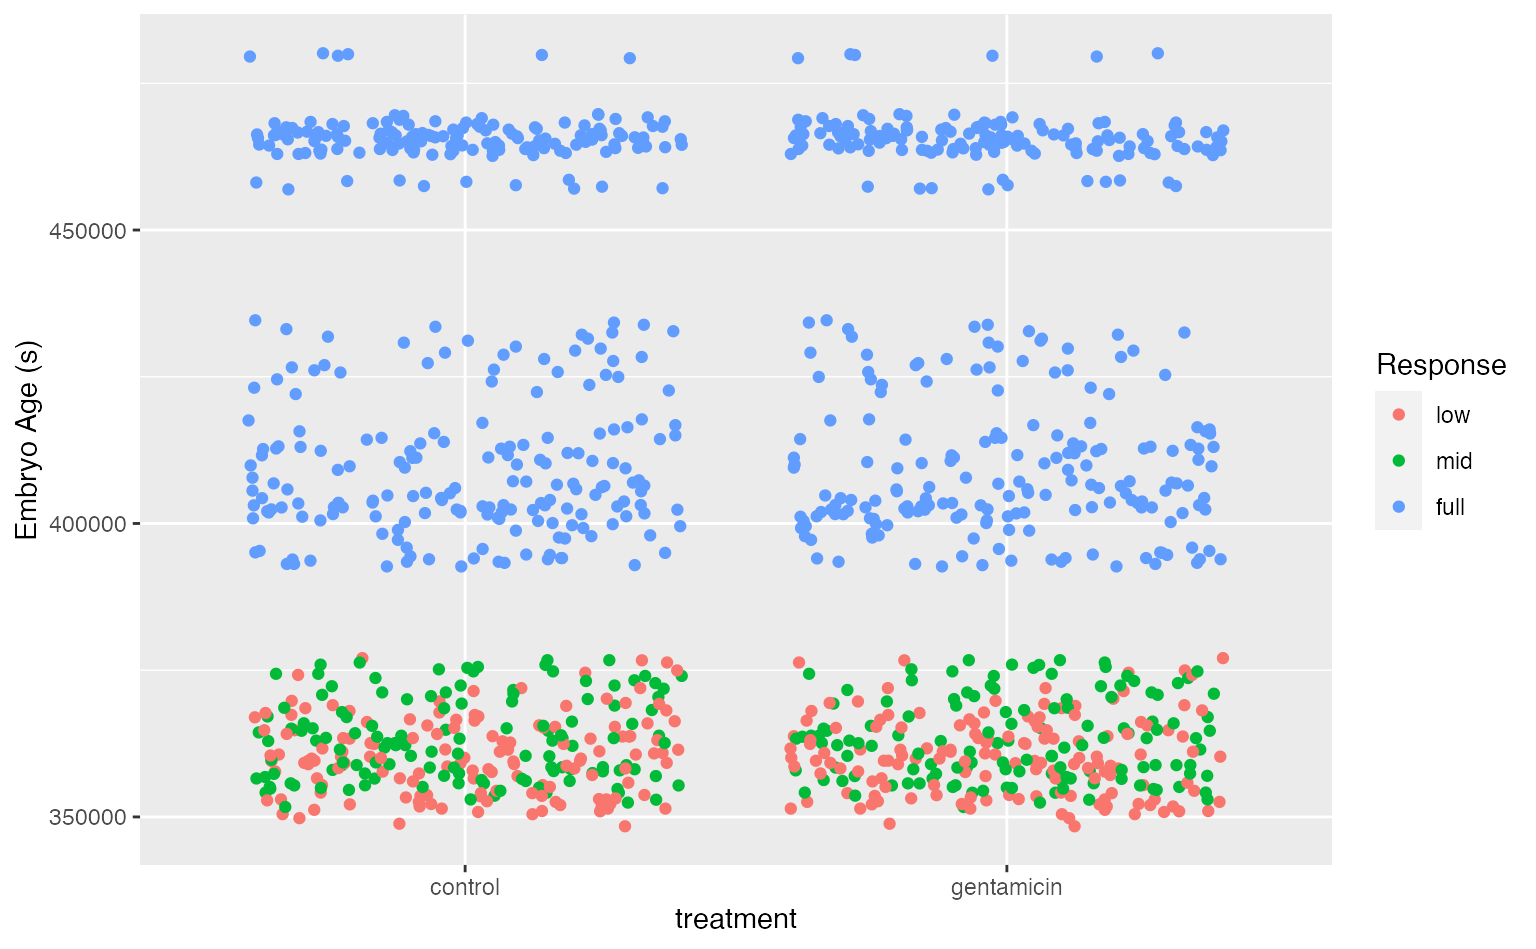 Embryo Age (s)
450000
400000
350000
control
gentamicin
treatment
Response
low
mid
full